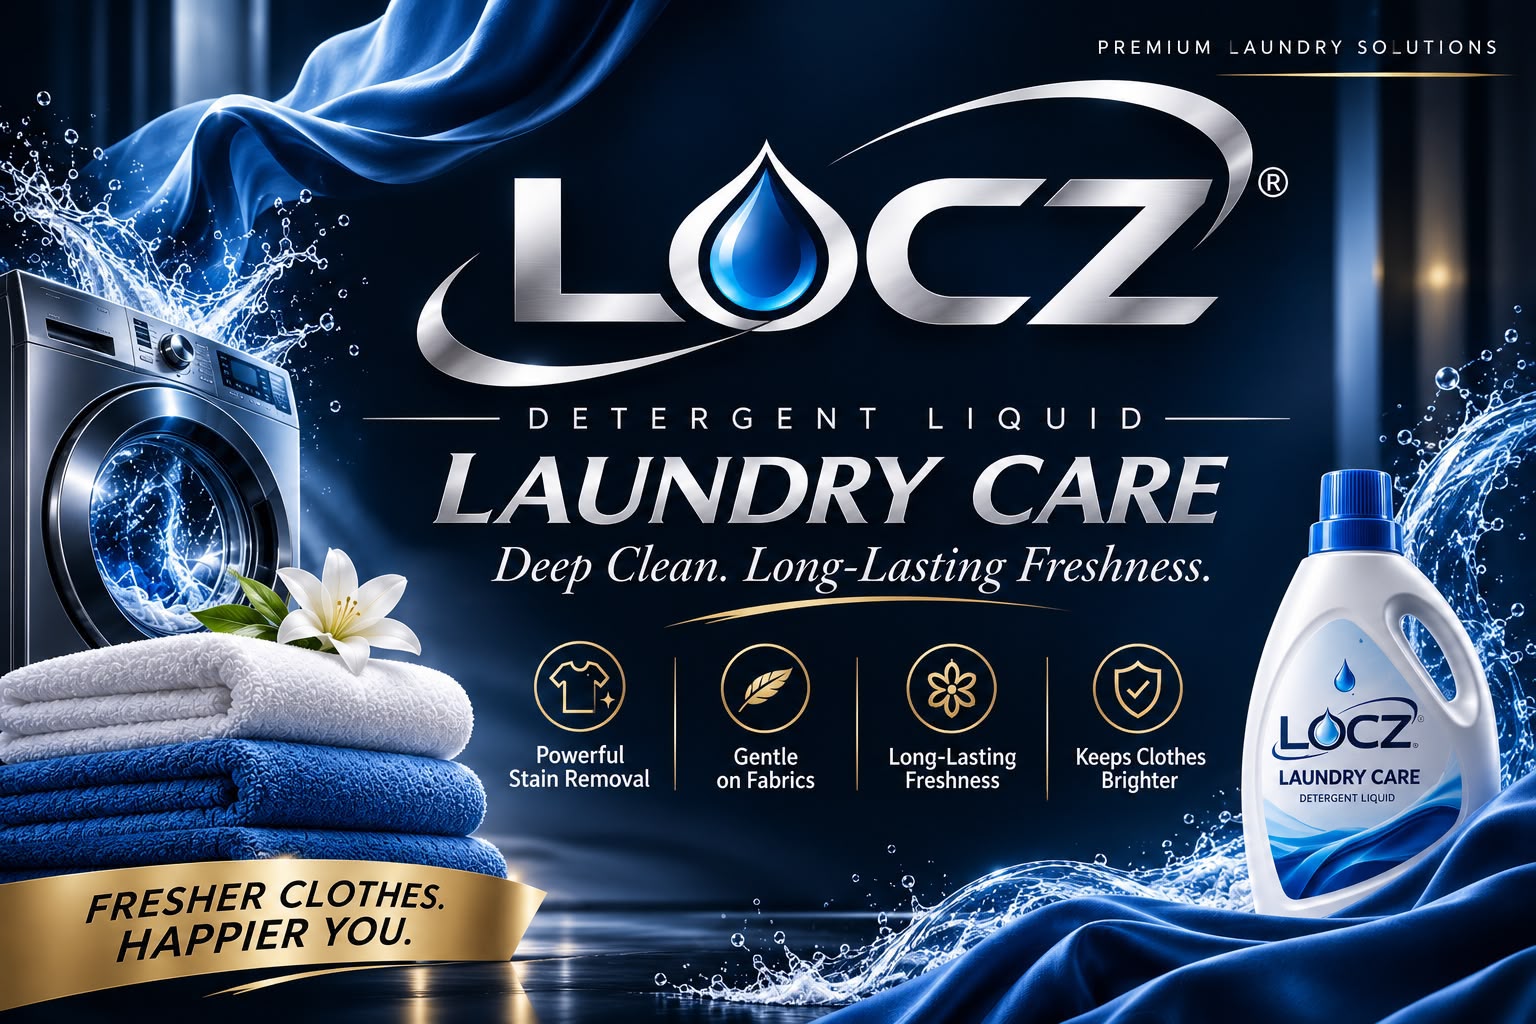 PREMIUM LAUNDRY SOLUTIONS
LOCZ®
DETERGENT LIQUID
LAUNDRY CARE
Deep Clean. Long-Lasting Freshness.
Powerful
Stain Removal
Gentle
on Fabrics
Long-Lasting
Freshness
Keeps Clothes
Brighter
LOCZ
LAUNDRY CARE
DETERGENT LIQUID
FRESHER CLOTHES.
HAPPIER YOU.